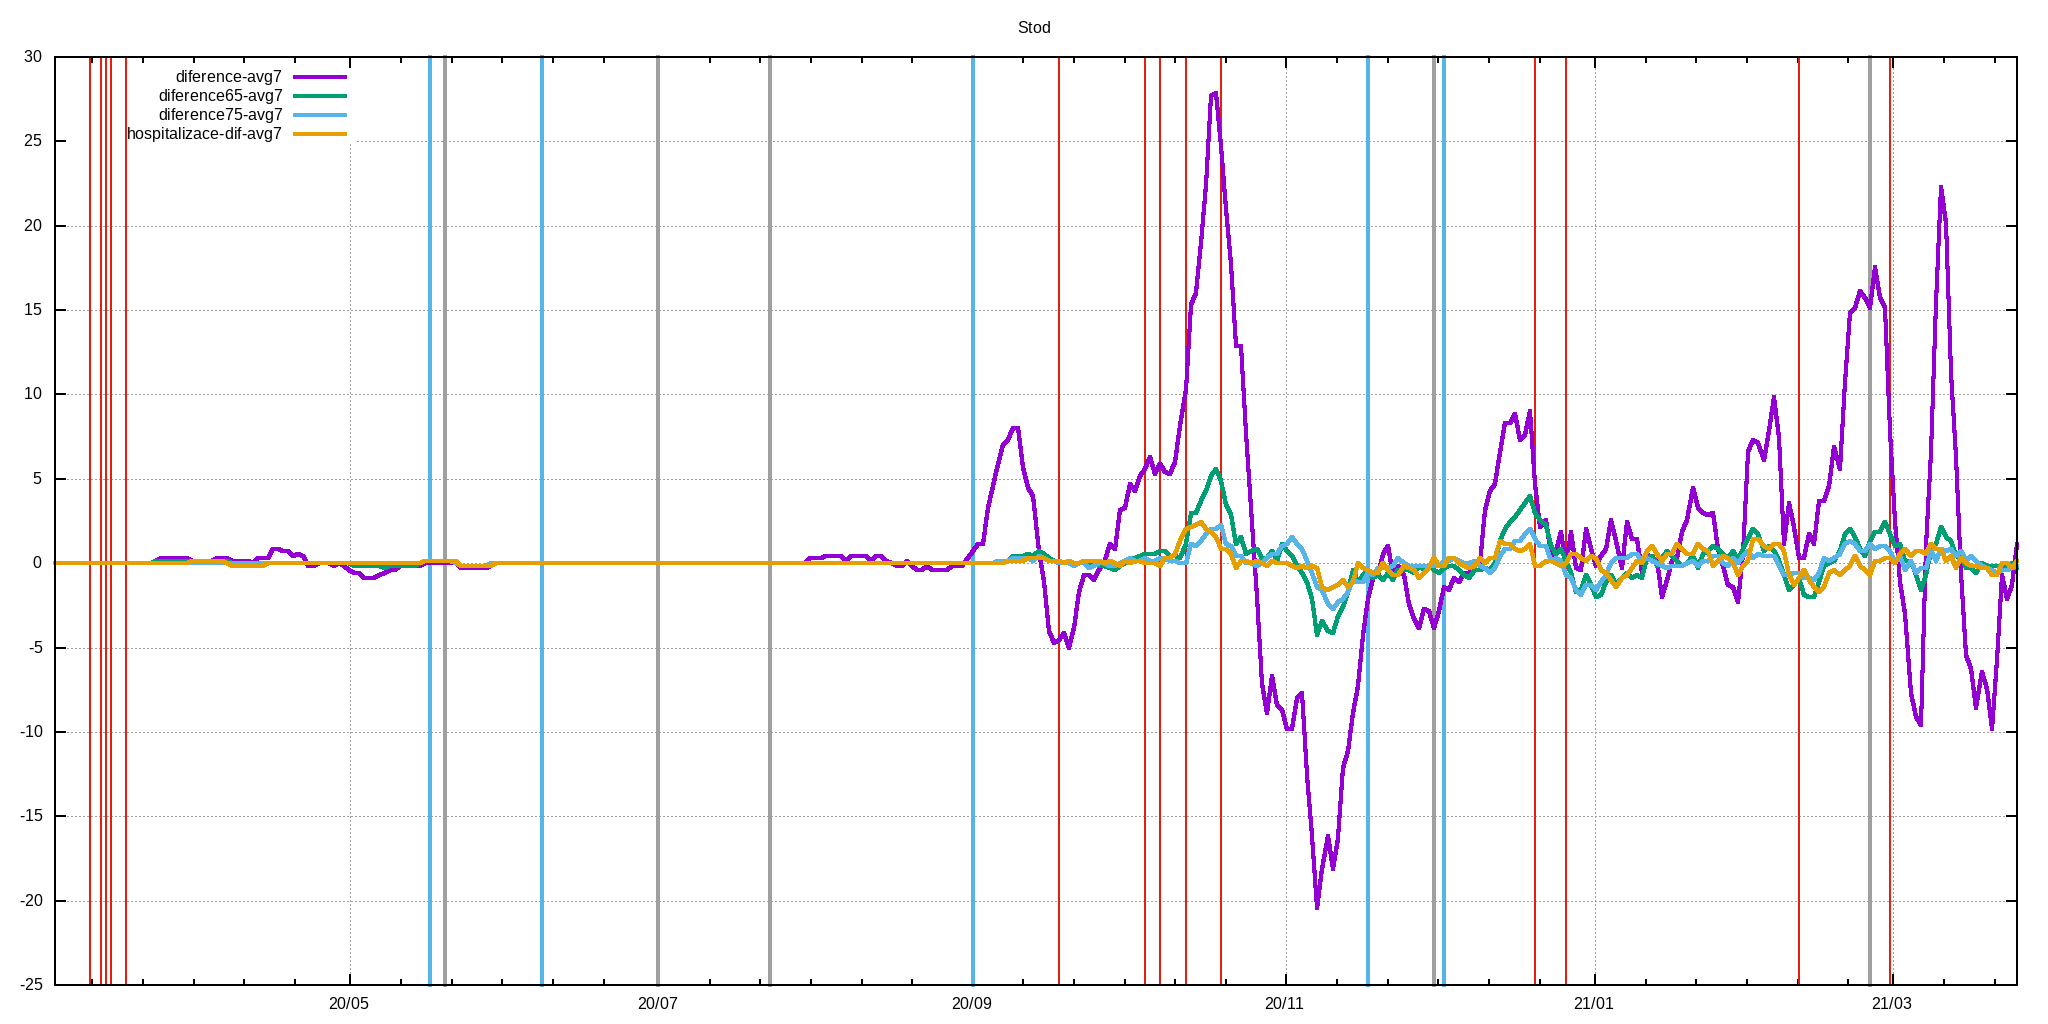 Stod
diference-avg7
diference65-avg7
diference75-avg7
hospitalizace-dif-avg7
30
25
20
15
10
5
0
-5
-10
-15
-20
-25
20/05 20/07 20/09 20/11 21/01 21/03